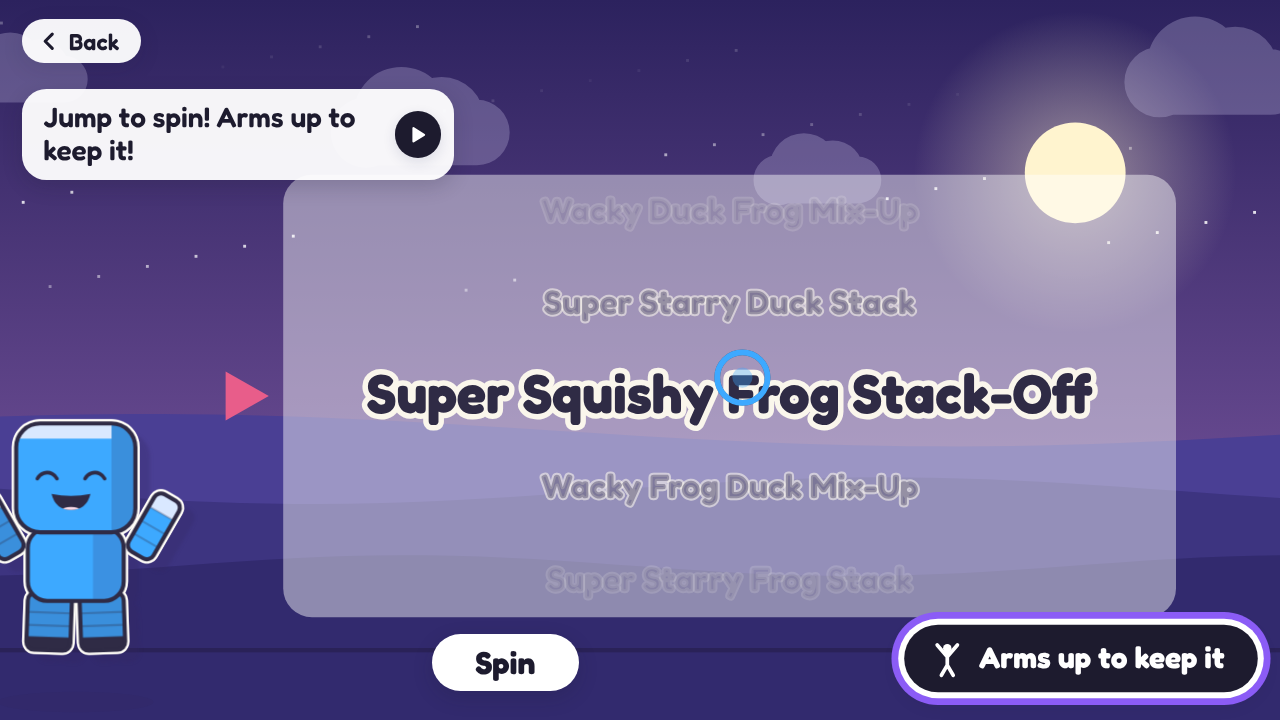 Back
Jump to spin! Arms up to
keep it!
Wacky Duck Frog Mix-Up
Super Starry Duck Stack
Super Squishy Frog Stack-Off
Wacky Frog Duck Mix-Up
Super Starry Frog Stack
Spin
Arms up to keep it